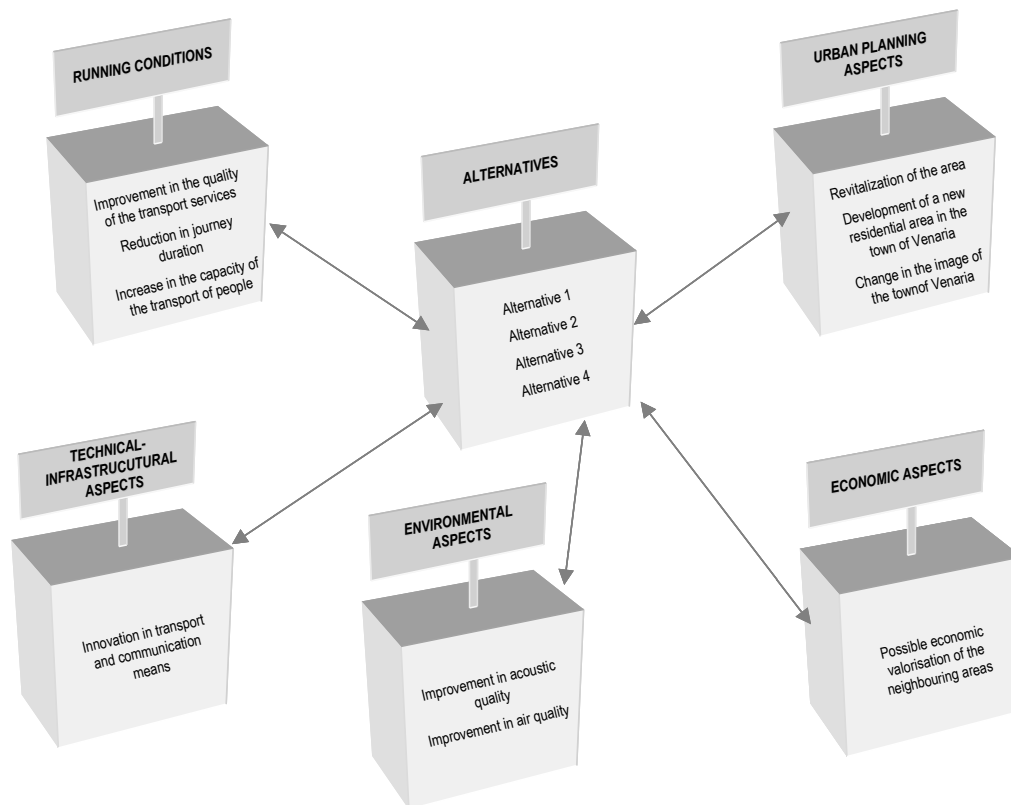 RUNNING CONDITIONS
Improvement in the quality
of the transport services
Reduction in journey
duration
Increase in the capacity of
the transport of people
ALTERNATIVES
Alternative 1
Alternative 2
Alternative 3
Alternative 4
URBAN PLANNING
ASPECTS
Revitalization of the area
Development of a new
residential area in the
town of Venaria
Change in the image of
the townof Venaria
TECHNICAL-
INFRASTRUCUTURAL
ASPECTS
Innovation in transport
and communication
means
ENVIRONMENTAL
ASPECTS
Improvement in acoustic
quality
Improvement in air quality
ECONOMIC ASPECTS
Possible economic
valorisation of the
neighbouring areas